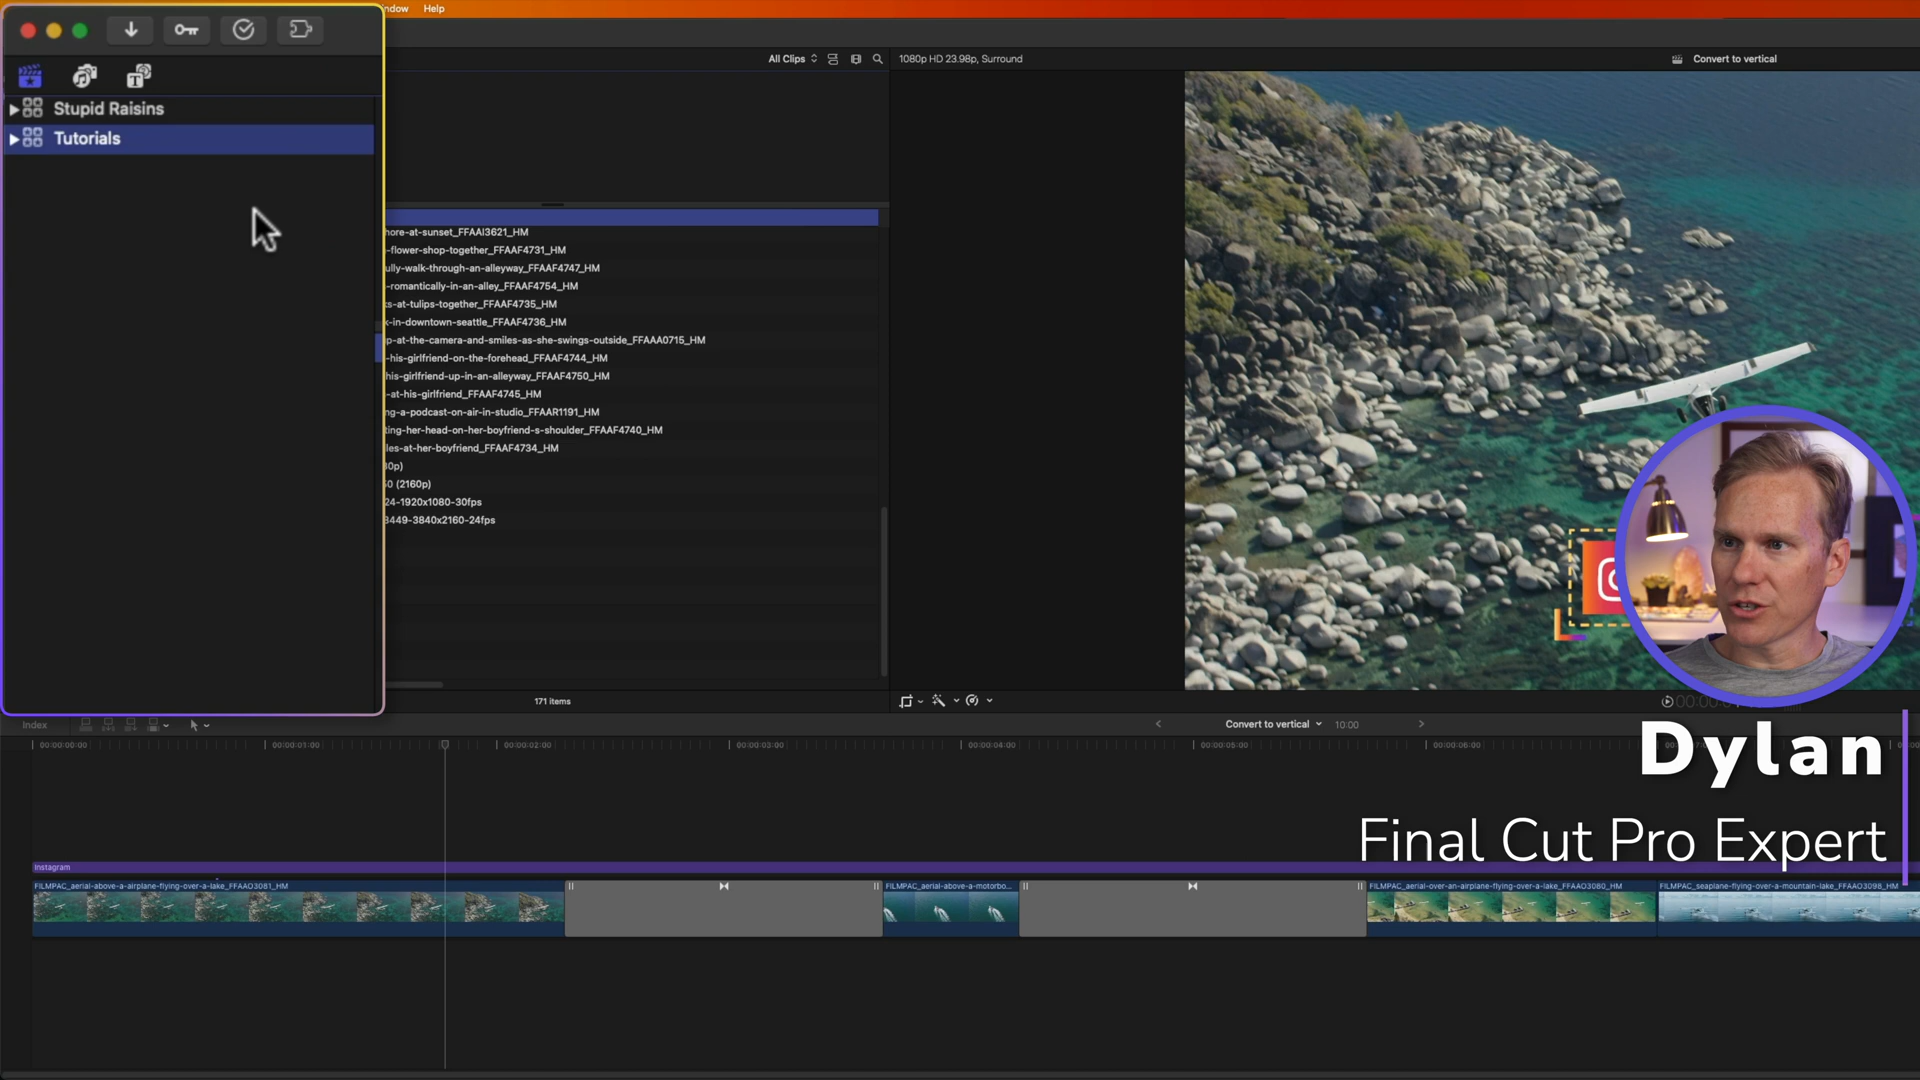 ndow Help
All Clips
1080p HD 23.98p, Surround
Convert to vertical
Stupid Raisins
Tutorials
hore-at-sunset_FFAAI3621_HM
-flower-shop-together_FFAAF4731_HM
ully-walk-through-an-alleyway_FFAAF4747_HM
-romantically-in-an-alley_FFAAF4754_HM
ks-at-tulips-together_FFAAF4735_HM
k-in-downtown-seattle_FFAAF4736_HM
p-at-the-camera-and-smiles-as-she-swings-outside_FFAAA0715_HM
-his-girlfriend-on-the-forehead_FFAAF4744_HM
his-girlfriend-up-in-an-alleyway_FFAAF4750_HM
-at-his-girlfriend_FFAAF4745_HM
ng-a-podcast-on-air-in-studio_FFAAR1191_HM
ting-her-head-on-her-boyfriend-s-shoulder_FFAAF4740_HM
les-at-her-boyfriend_FFAAF4734_HM
(2160p)
24-1920x1080-30fps
3449-3840x2160-24fps
171 items
Index
Convert to vertical 10:00
00:00:00:00 00:00:01:00 00:00:02:00 00:00:03:00 00:00:04:00 00:00:05:00 00:00:06:00
Dylan
Final Cut Pro Expert
Instagram
FILMPAC_aerial-above-a-airplane-flying-over-a-lake_FFAAO3081_HM
FILMPAC_aerial-above-a-motorbo...
FILMPAC_aerial-over-an-airplane-flying-over-a-lake_FFAAO3080_HM
FILMPAC_seaplane-flying-over-a-mountain-lake_FFAAO3098_HM